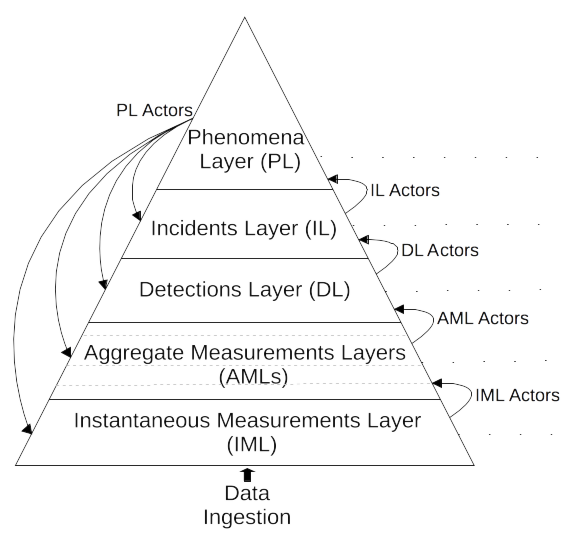 PL Actors
Phenomena
Layer (PL)
IL Actors
Incidents Layer (IL)
DL Actors
Detections Layer (DL)
AML Actors
Aggregate Measurements Layers
(AMLs)
IML Actors
Instantaneous Measurements Layer
(IML)
Data
Ingestion